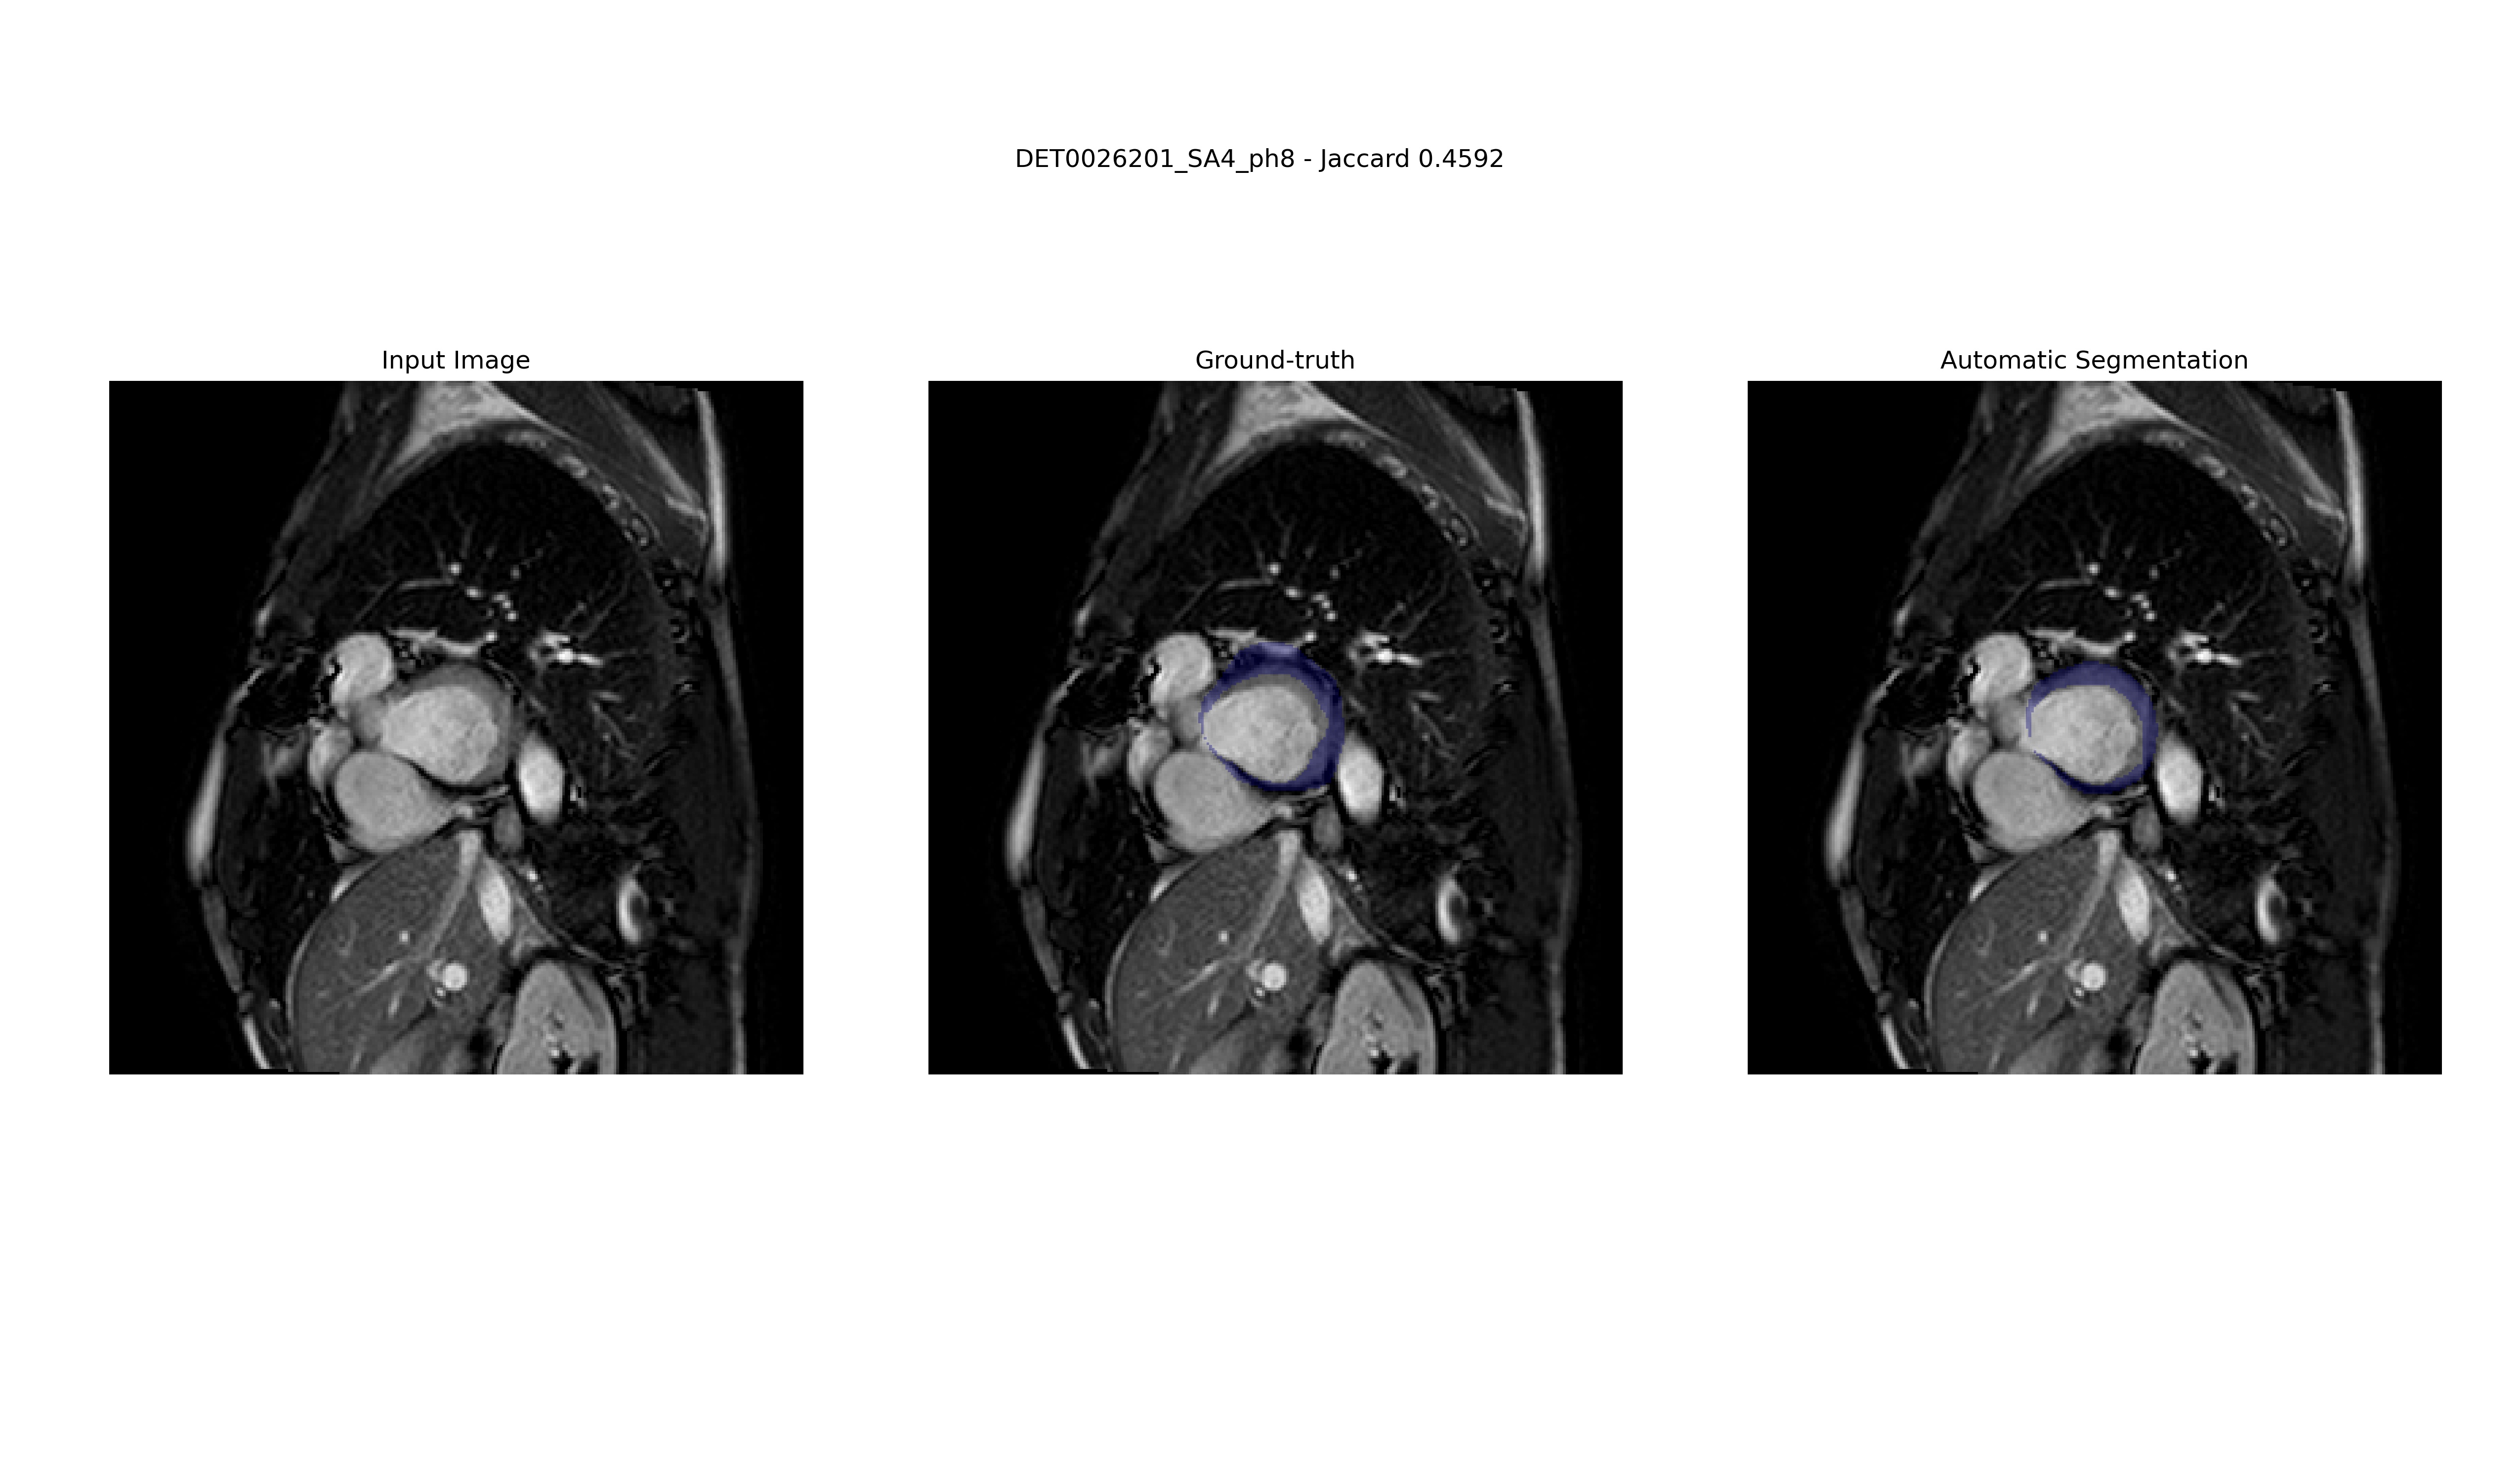 DET0026201_SA4_ph8 - Jaccard 0.4592
Input Image
Ground-truth
Automatic Segmentation